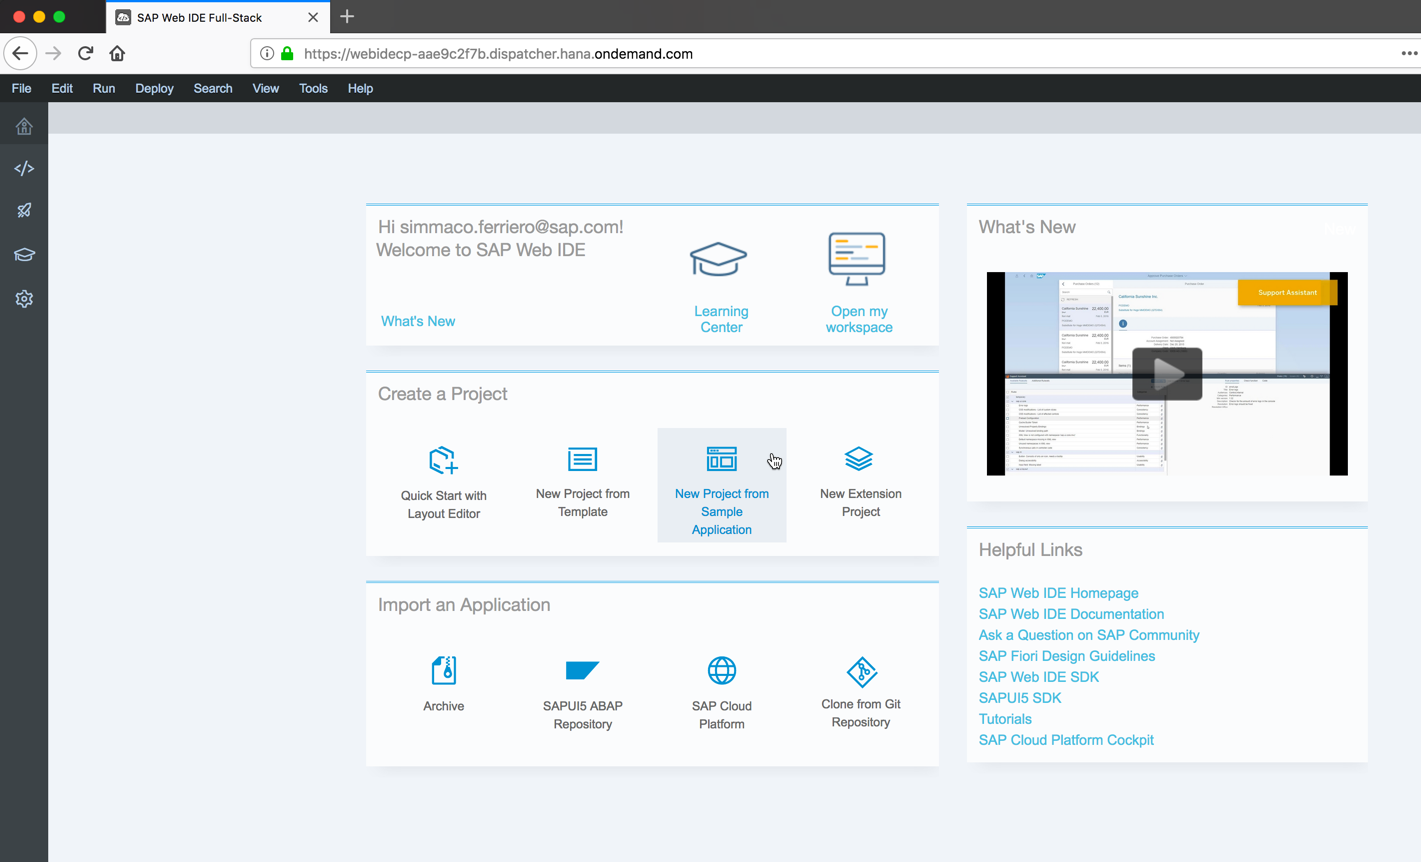 SAP Web IDE Full-Stack
https://webidecp-aae9c2f7b.dispatcher.hana.ondemand.com
File Edit Run Deploy Search View Tools Help
Hi simmaco.ferriero@sap.com!
Welcome to SAP Web IDE
What's New
Learning
Center
Open my
workspace
Create a Project
Quick Start with
Layout Editor
New Project from
Template
New Project from
Sample
Application
New Extension
Project
Import an Application
Archive
SAPUI5 ABAP
Repository
SAP Cloud
Platform
Clone from Git
Repository
What's New
Support Assistant
California Sunshine Inc.
Helpful Links
SAP Web IDE Homepage
SAP Web IDE Documentation
Ask a Question on SAP Community
SAP Fiori Design Guidelines
SAP Web IDE SDK
SAPUI5 SDK
Tutorials
SAP Cloud Platform Cockpit